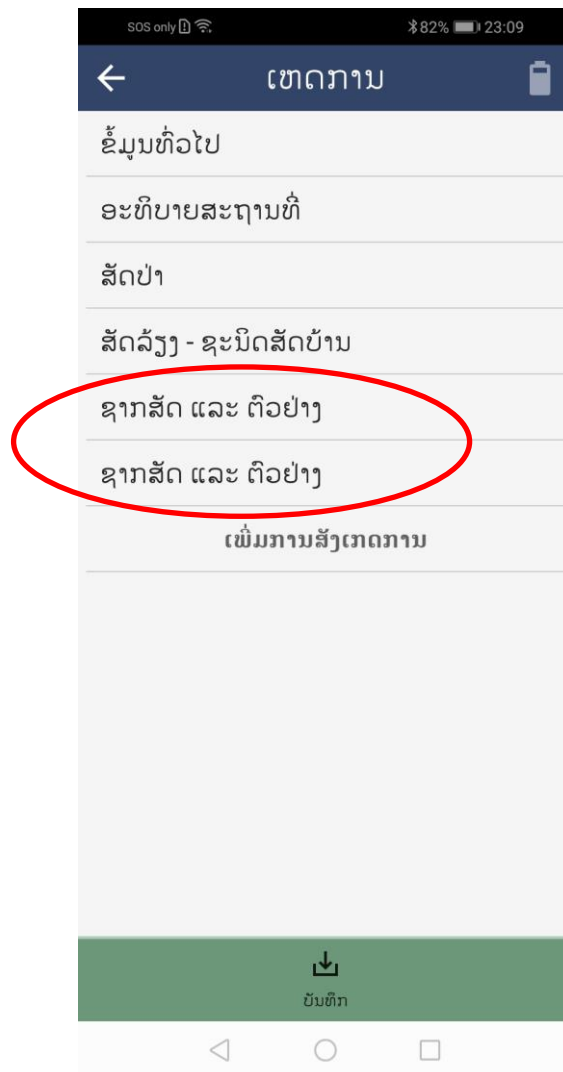 SOS only 82% 23:09
ເຫດການ
ຂໍ້ມູນທົ່ວໄປ
ອະທິບາຍສະຖານທີ່
ສັດປ່າ
ສັດລ້ຽງ - ຊະນິດສັດບ້ານ
ຊາກສັດ ແລະ ຕົວຢ່າງ
ຊາກສັດ ແລະ ຕົວຢ່າງ
ເພີ່ມການສັງເກດການ
ບັນທຶກ